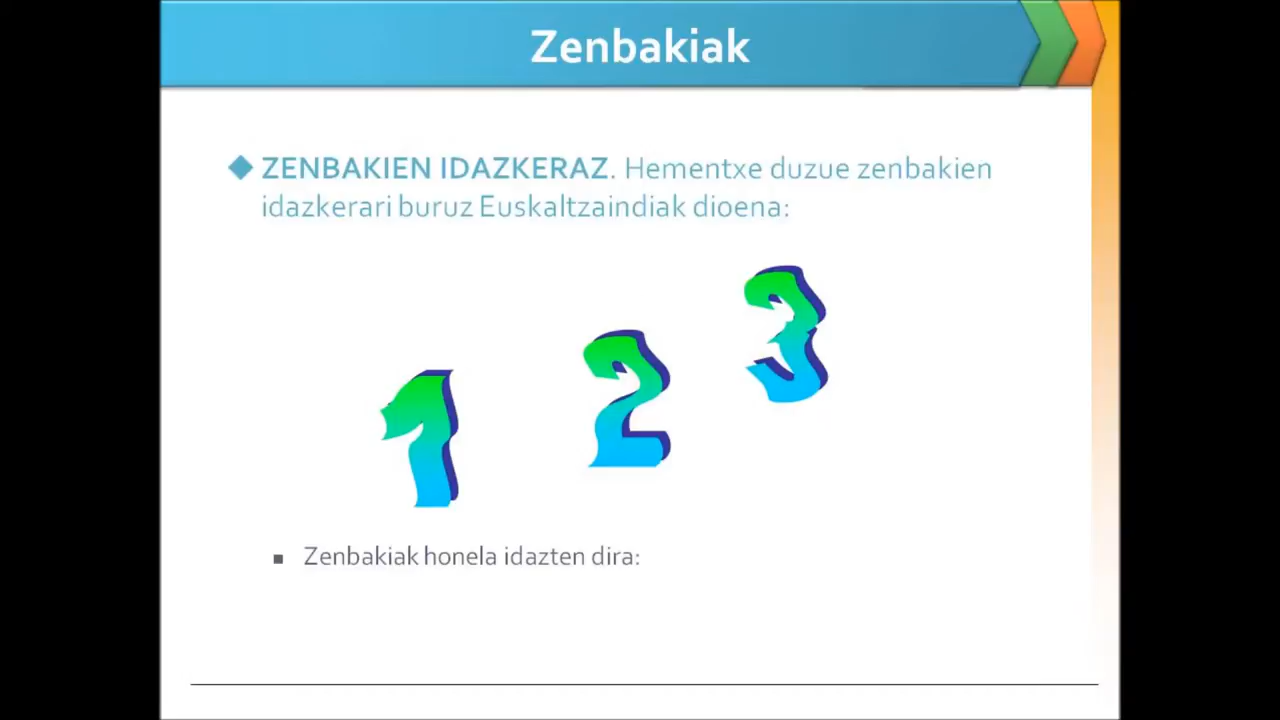 Zenbakiak
ZENBAKIEN IDAZKERAZ. Hementxe duzue zenbakien
idazkerari buruz Euskaltzaindiak dioena:
1 2 3
Zenbakiak honela idazten dira: